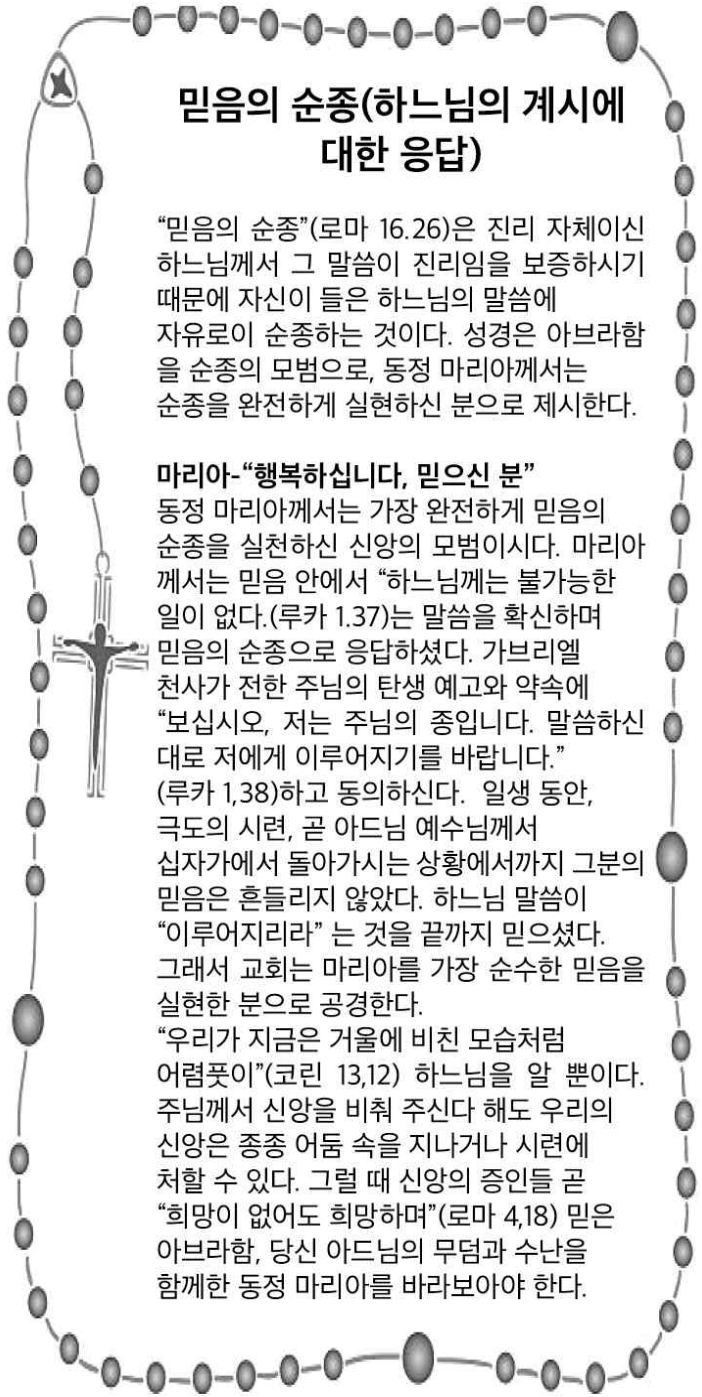 믿음의 순종(하느님의 계시에
대한 응답)
“믿음의 순종”(로마 16.26)은 진리 자체이신
하느님께서 그 말씀이 진리임을 보증하시기
때문에 자신이 들은 하느님의 말씀에
자유로이 순종하는 것이다. 성경은 아브라함
을 순종의 모범으로, 동정 마리아께서는
순종을 완전하게 실현하신 분으로 제시한다.
마리아-“행복하십니다, 믿으신 분”
동정 마리아께서는 가장 완전하게 믿음의
순종을 실천하신 신앙의 모범이시다. 마리아
께서는 믿음 안에서 “하느님께는 불가능한
일이 없다.(루카 1.37)는 말씀을 확신하며
믿음의 순종으로 응답하셨다. 가브리엘
천사가 전한 주님의 탄생 예고와 약속에
“보십시오, 저는 주님의 종입니다. 말씀하신
대로 저에게 이루어지기를 바랍니다.”
(루카 1,38)하고 동의하신다. 일생 동안,
극도의 시련, 곧 아드님 예수님께서
십자가에서 돌아가시는 상황에서까지 그분의
믿음은 흔들리지 않았다. 하느님 말씀이
“이루어지리라” 는 것을 끝까지 믿으셨다.
그래서 교회는 마리아를 가장 순수한 믿음을
실현한 분으로 공경한다.
“우리가 지금은 거울에 비친 모습처럼
어렴풋이”(코린 13,12) 하느님을 알 뿐이다.
주님께서 신앙을 비춰 주신다 해도 우리의
신앙은 종종 어둠 속을 지나거나 시련에
처할 수 있다. 그럴 때 신앙의 증인들 곧
“희망이 없어도 희망하며”(로마 4,18) 믿은
아브라함, 당신 아드님의 무덤과 수난을
함께한 동정 마리아를 바라보아야 한다.